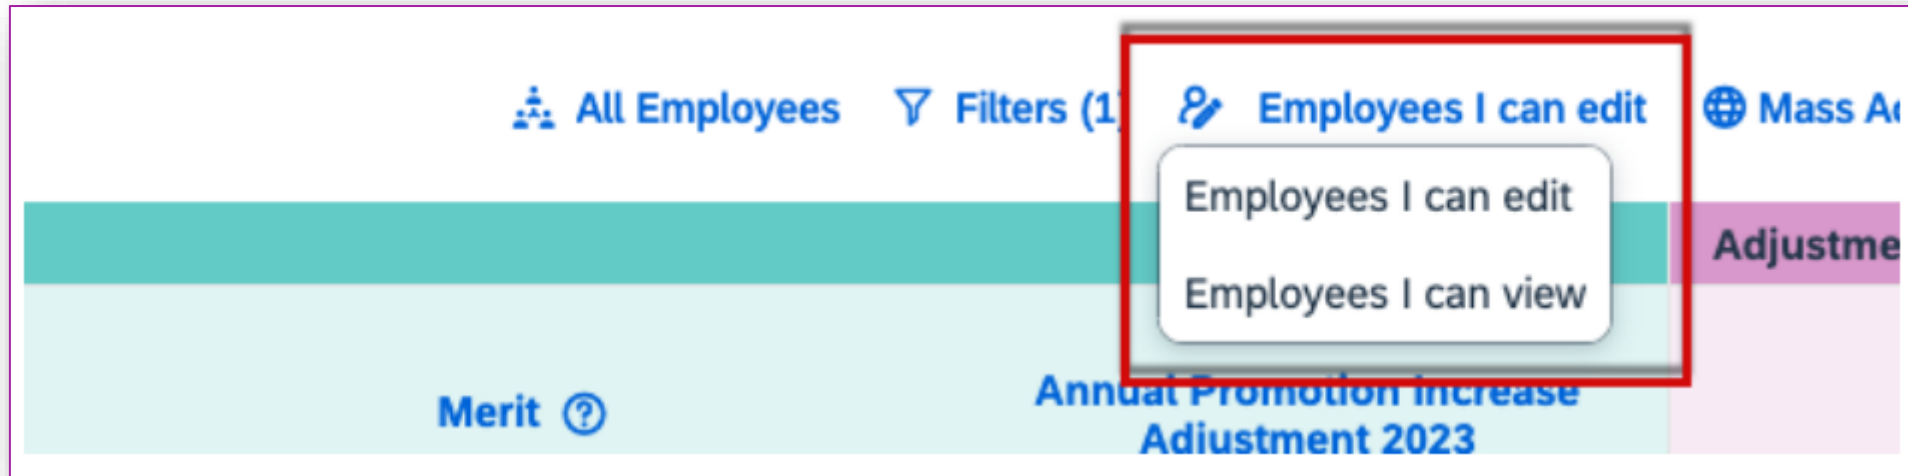 All Employees
Filters (1)
Employees I can edit
Mass
Employees I can edit
Employees I can view
Merit
Annual Promotion Increase
Adjustment 2023